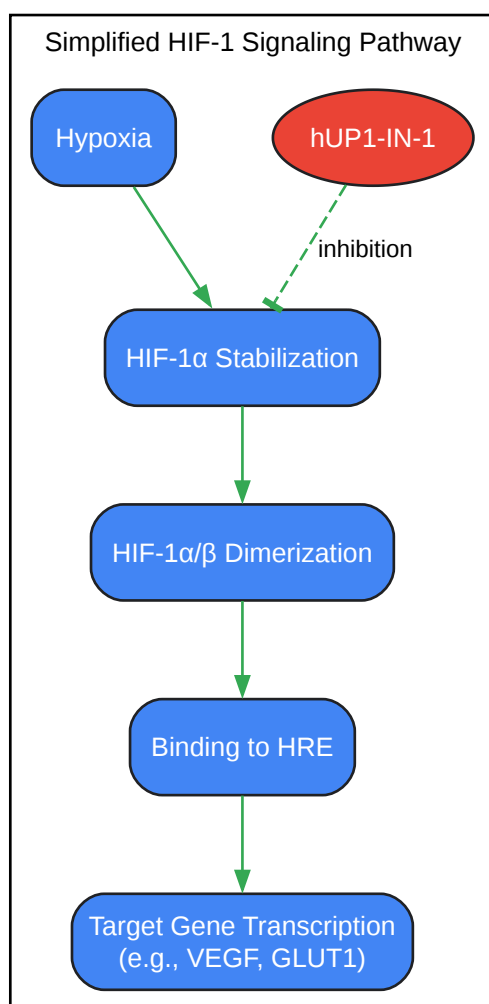 Simplified HIF-1 Signaling Pathway
Hypoxia
hUP1-IN-1
inhibition
HIF-1α Stabilization
HIF-1α/β Dimerization
Binding to HRE
Target Gene Transcription
(e.g., VEGF, GLUT1)